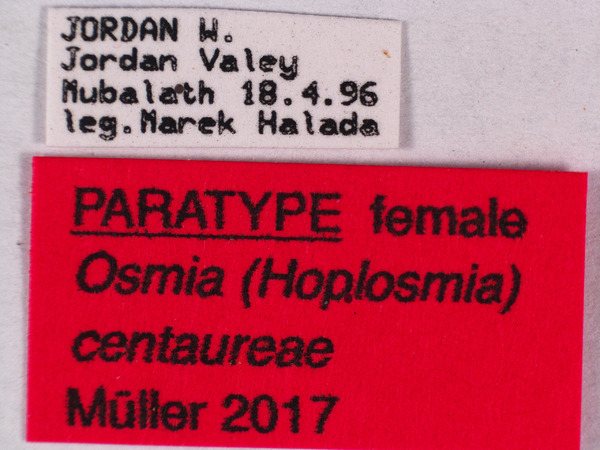 JORDAN W.
Jordan Valey
Mubalath 18.4.96
leg.Marek Halada
PARATYPE female
Osmia (Hoplosmia)
centaureae
Müller 2017